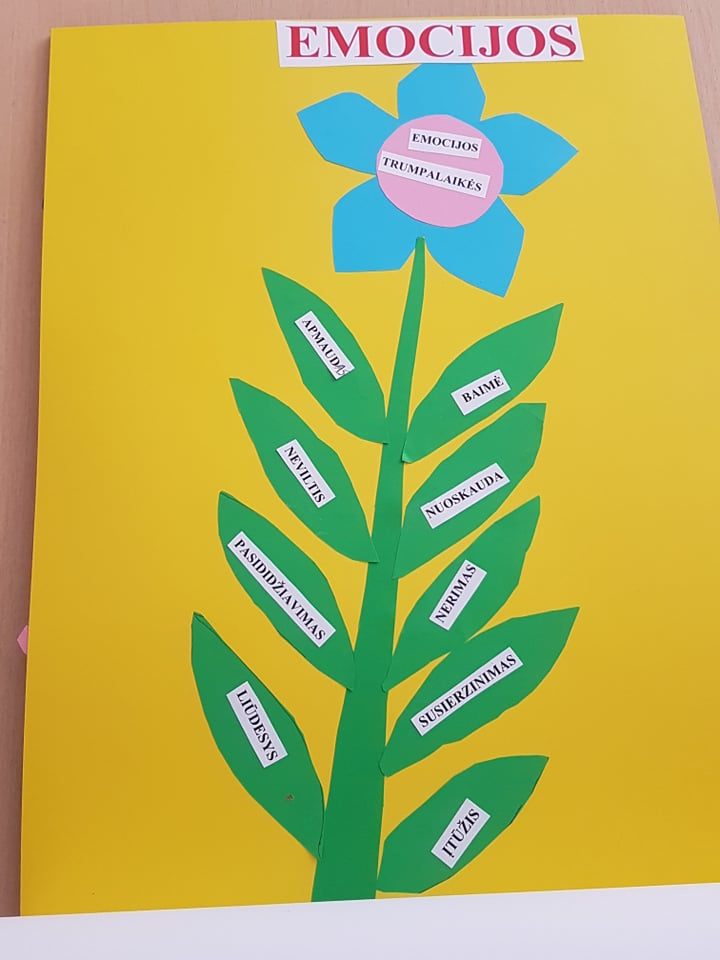 EMOCIJOS
EMOCIJOS
TRUMPALAIKĖS
APMAUDAS
BAIMĖ
NEVILTIS
NUOSKAUDA
PASIDIDŽIAVIMAS
NERIMAS
LIŪDESYS
SUSIERZINIMAS
ĮTŪŽIS